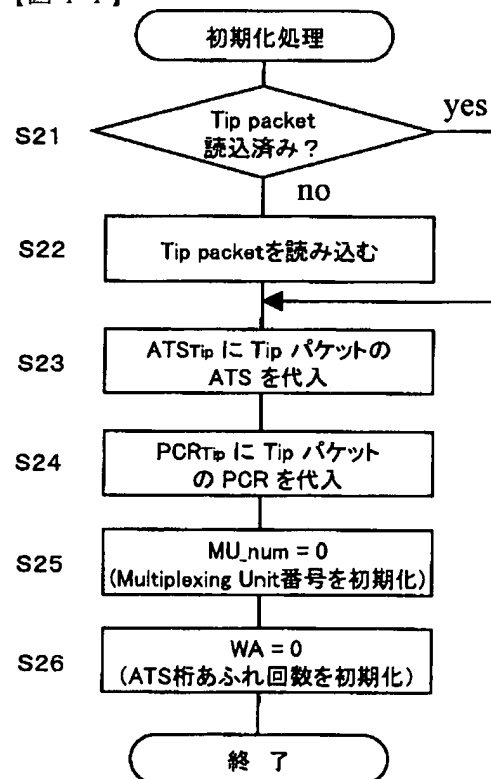 初期化処理
S21
Tip packet
読込済み?
yes
no
S22
Tip packetを読み込む
S23
ATSTip に Tip パケットの
ATS を代入
S24
PCRTip に Tip パケット
の PCR を代入
S25
MU_num = 0
(Multiplexing Unit番号を初期化)
S26
WA = 0
(ATS桁あふれ回数を初期化)
終 了